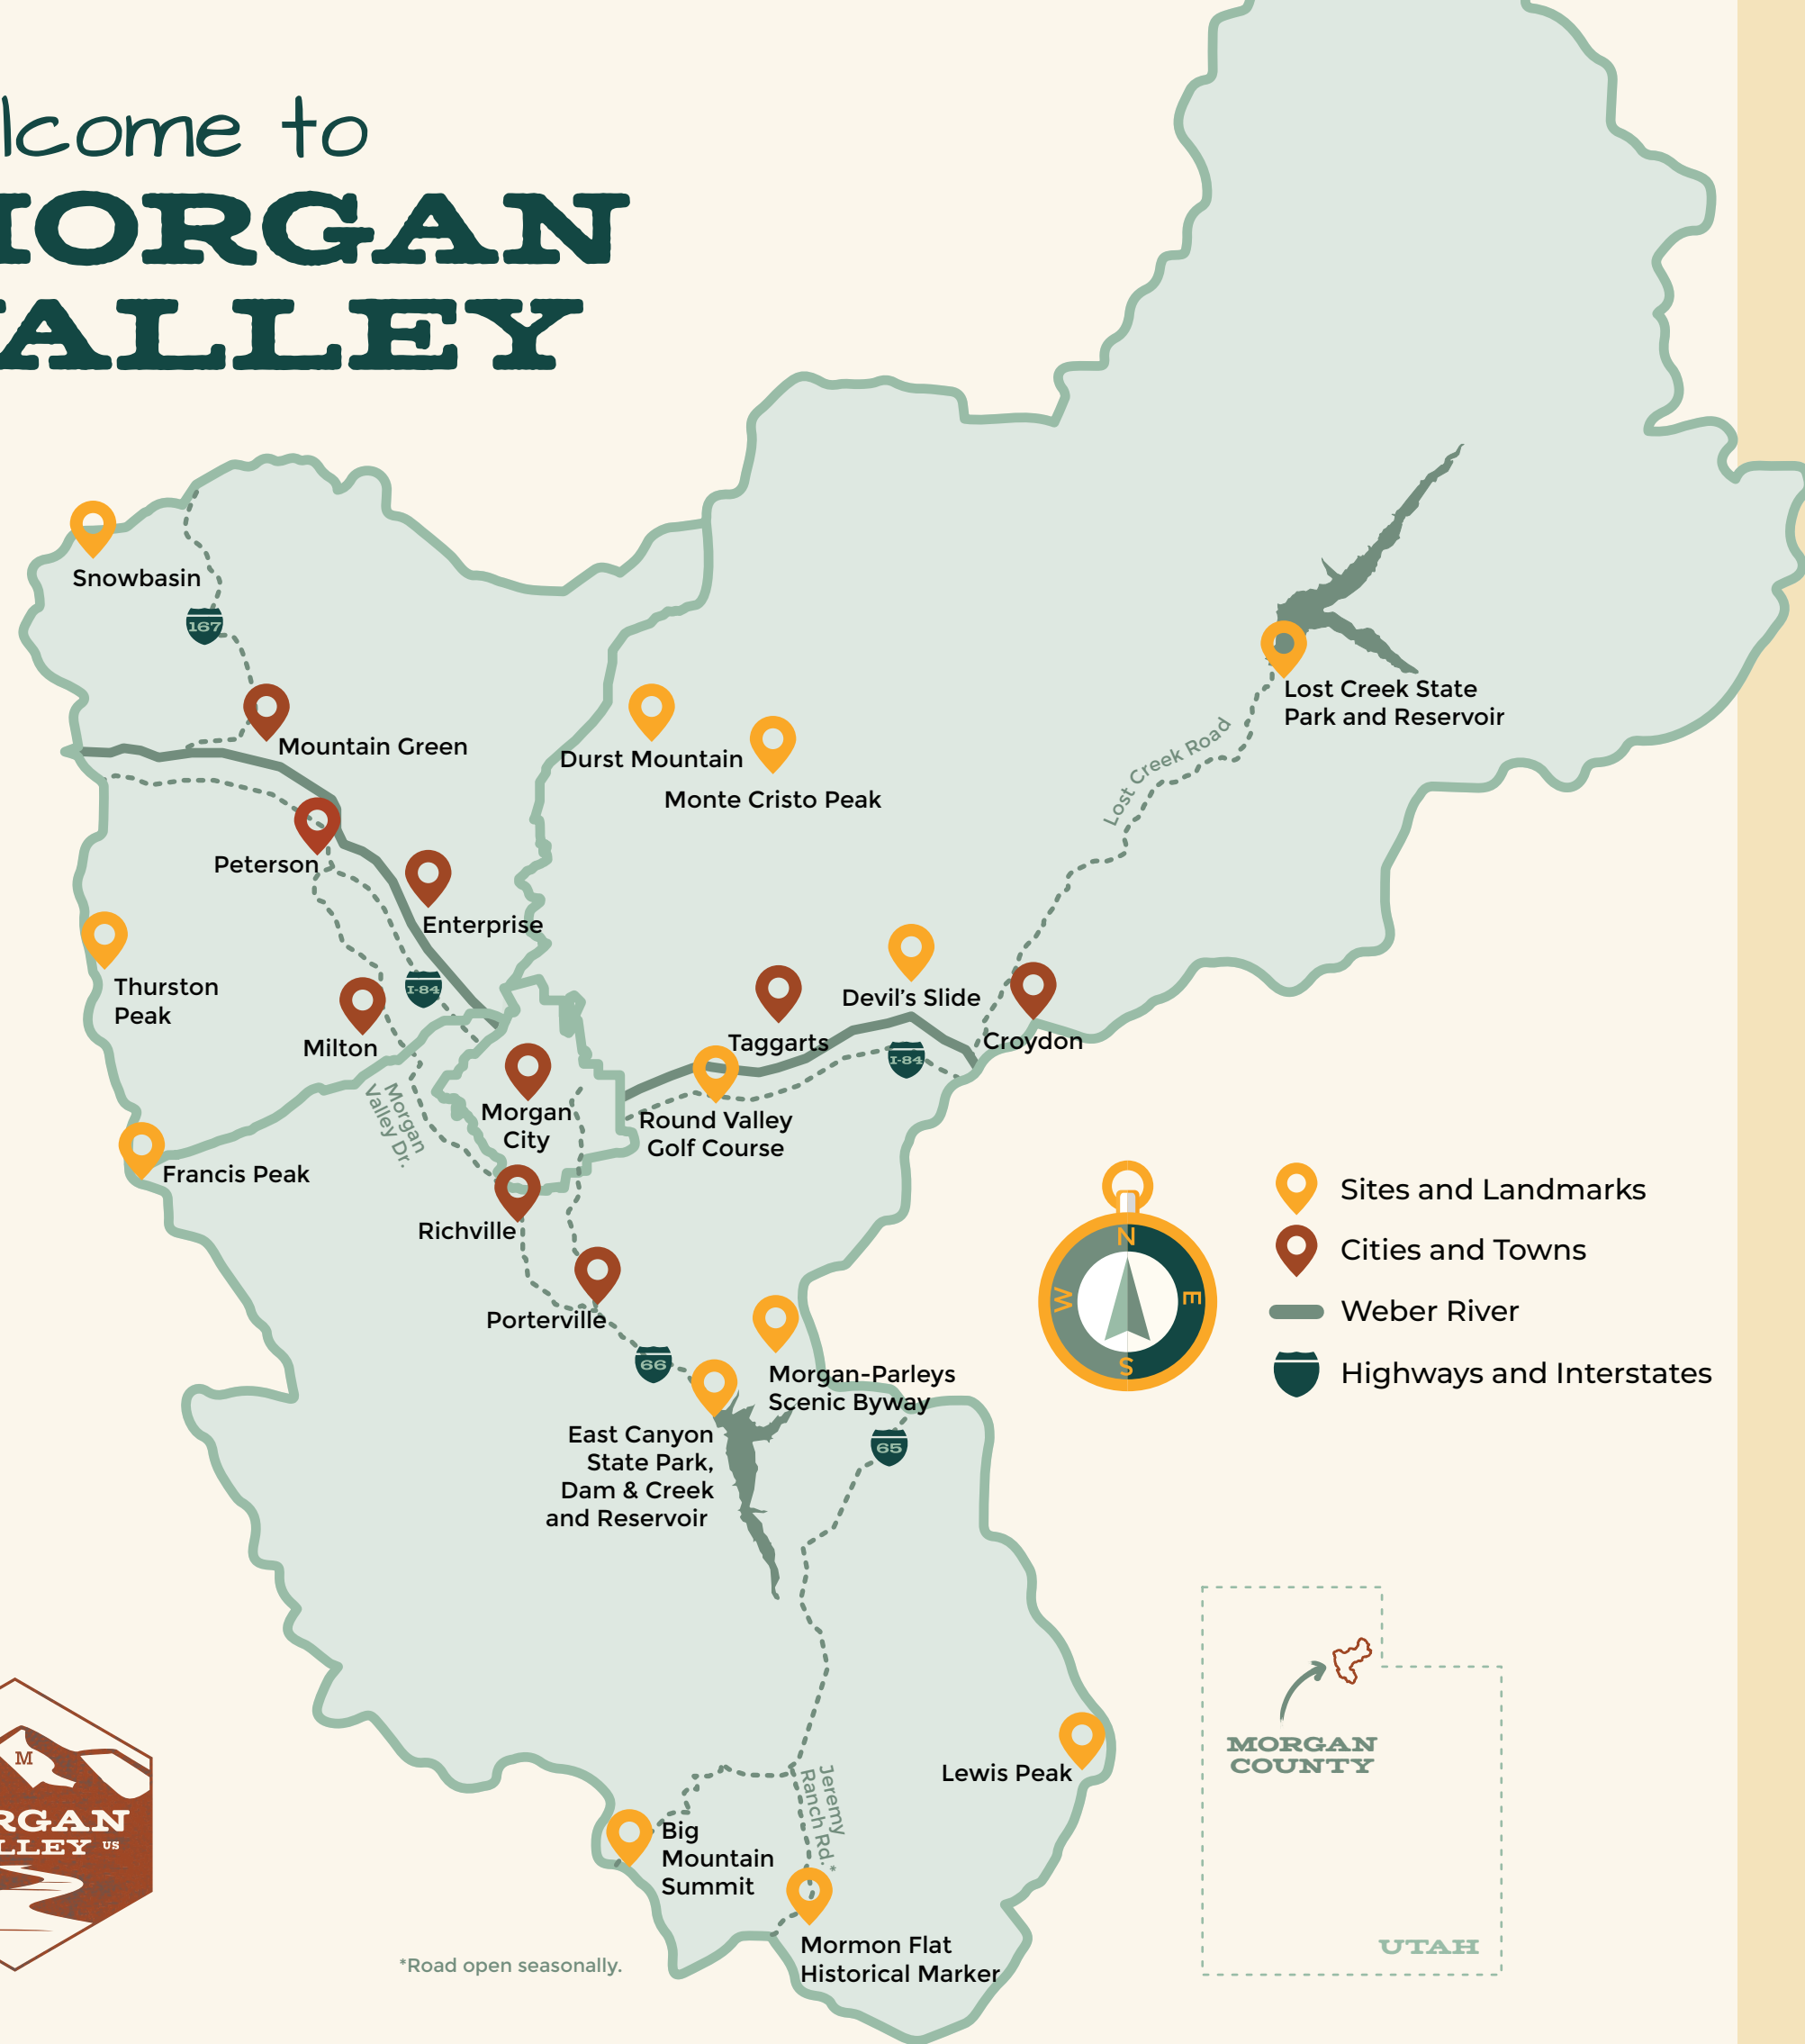 lcome to
MORGAN
VALLEY
Snowbasin
167
Mountain Green
Durst Mountain
Monte Cristo Peak
Lost Creek State
Park and Reservoir
Lost Creek Road
Peterson
Enterprise
Thurston
Peak
I-84
Milton
Devil's Slide
Taggarts
Croydon
I-84
Morgan
Valley Dr.
Morgan
City
Round Valley
Golf Course
Francis Peak
Richville
Porterville
66
Morgan-Parleys
Scenic Byway
65
East Canyon
State Park,
Dam & Creek
and Reservoir
N
E
S
W
Sites and Landmarks
Cities and Towns
Weber River
Highways and Interstates
Lewis Peak
Jeremy
Ranch Rd.*
Big
Mountain
Summit
Mormon Flat
Historical Marker
*Road open seasonally.
M
RGAN
LLEY US
MORGAN
COUNTY
UTAH